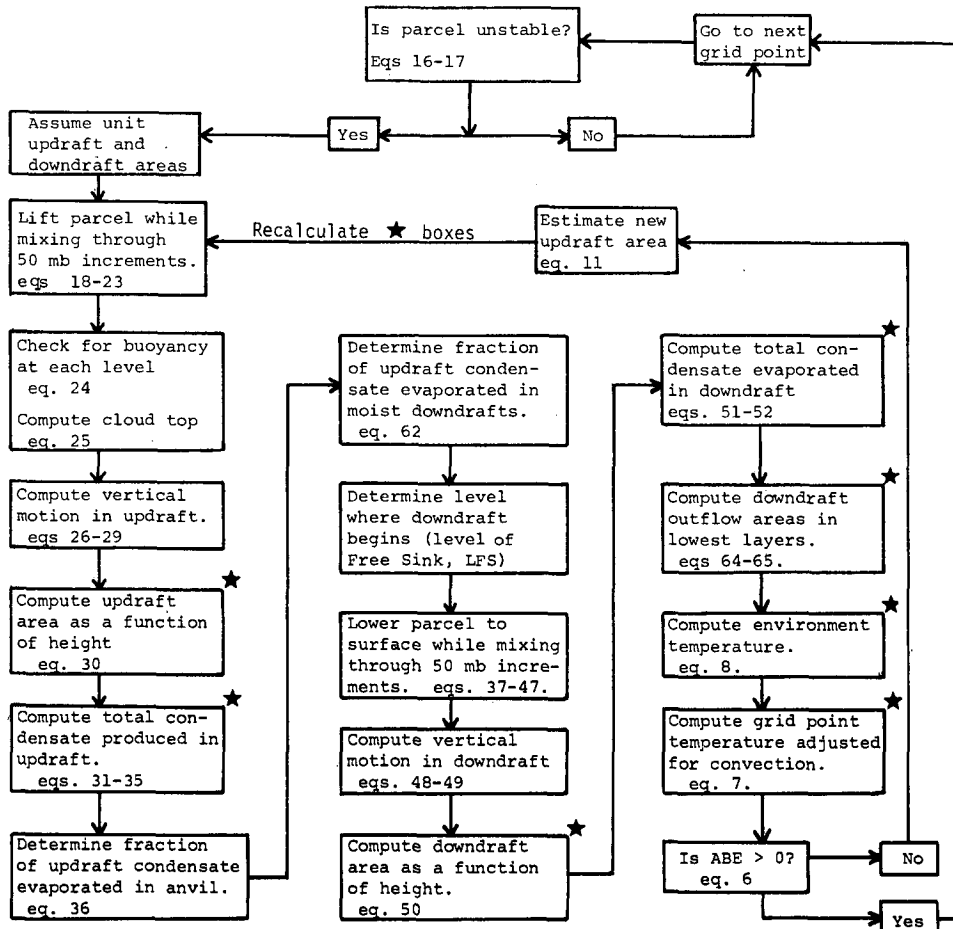 Is parcel unstable?
Eqs 16-17
Go to next
grid point
Yes
No
Assume unit
updraft and
downdraft areas
Lift parcel while
mixing through
50 mb increments.
eqs 18-23
Recalculate ★ boxes
Estimate new
updraft area
eq. 11
Check for buoyancy
at each level
eq. 24
Compute cloud top
eq. 25
Compute vertical
motion in updraft.
eqs 26-29
★
Compute updraft
area as a function
of height
eq. 30
★
Compute total con-
densate produced in
updraft.
eqs. 31-35
Determine fraction
of updraft condensate
evaporated in anvil.
eq. 36
Determine fraction
of updraft conden-
sate evaporated in
moist downdrafts.
eq. 62
Determine level
where downdraft
begins (level of
Free Sink, LFS)
Lower parcel to
surface while mixing
through 50 mb incre-
ments. eqs. 37-47.
Compute vertical
motion in downdraft
eqs. 48-49
★
Compute downdraft
area as a function
of height.
eq. 50
★
Compute total con-
densate evaporated
in downdraft
eqs. 51-52
★
Compute downdraft
outflow areas in
lowest layers.
eqs 64-65.
★
Compute environment
temperature.
eq. 8.
★
Compute grid point
temperature adjusted
for convection.
eq. 7.
Is ABE > 0?
eq. 6
No
Yes